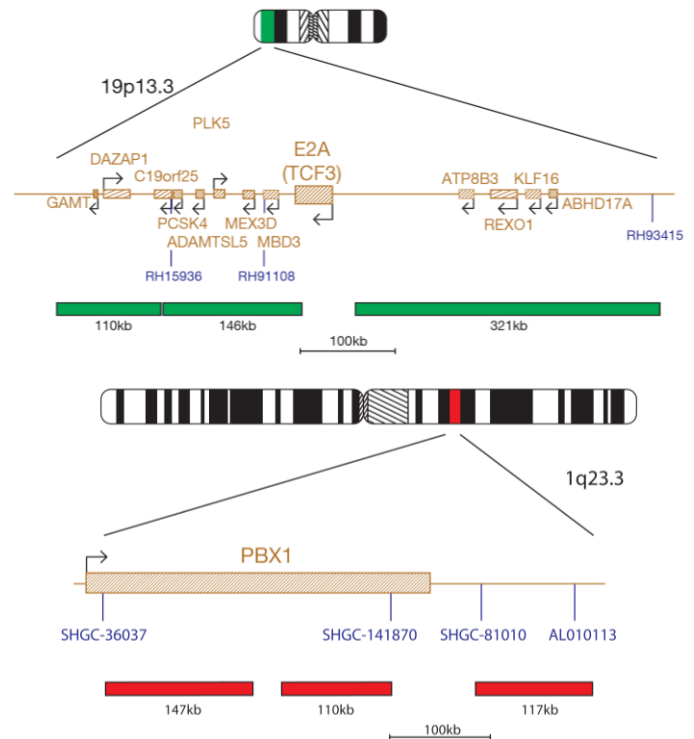 19p13.3
PLK5
DAZAP1
E2A
(TCF3)
C19orf25
ATP8B3 KLF16
GAMT
ABHD17A
PCSK4
MEX3D
REXO1
ADAMTSL5 MBD3
RH93415
RH15936
RH91108
110kb
146kb
321kb
100kb
1q23.3
PBX1
SHGC-36037
SHGC-141870
SHGC-81010
AL010113
147kb
110kb
117kb
100kb